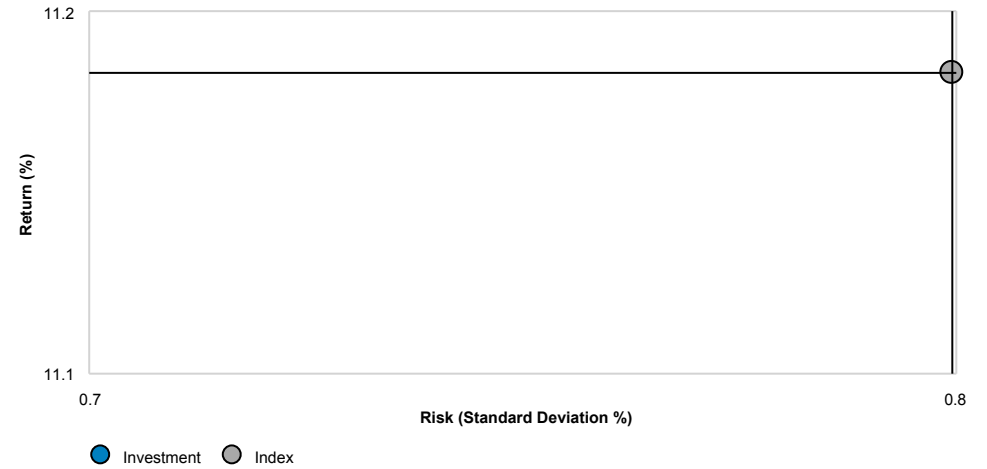 11.2
Return (%)
11.1
0.7 0.8
Risk (Standard Deviation %)
Investment Index